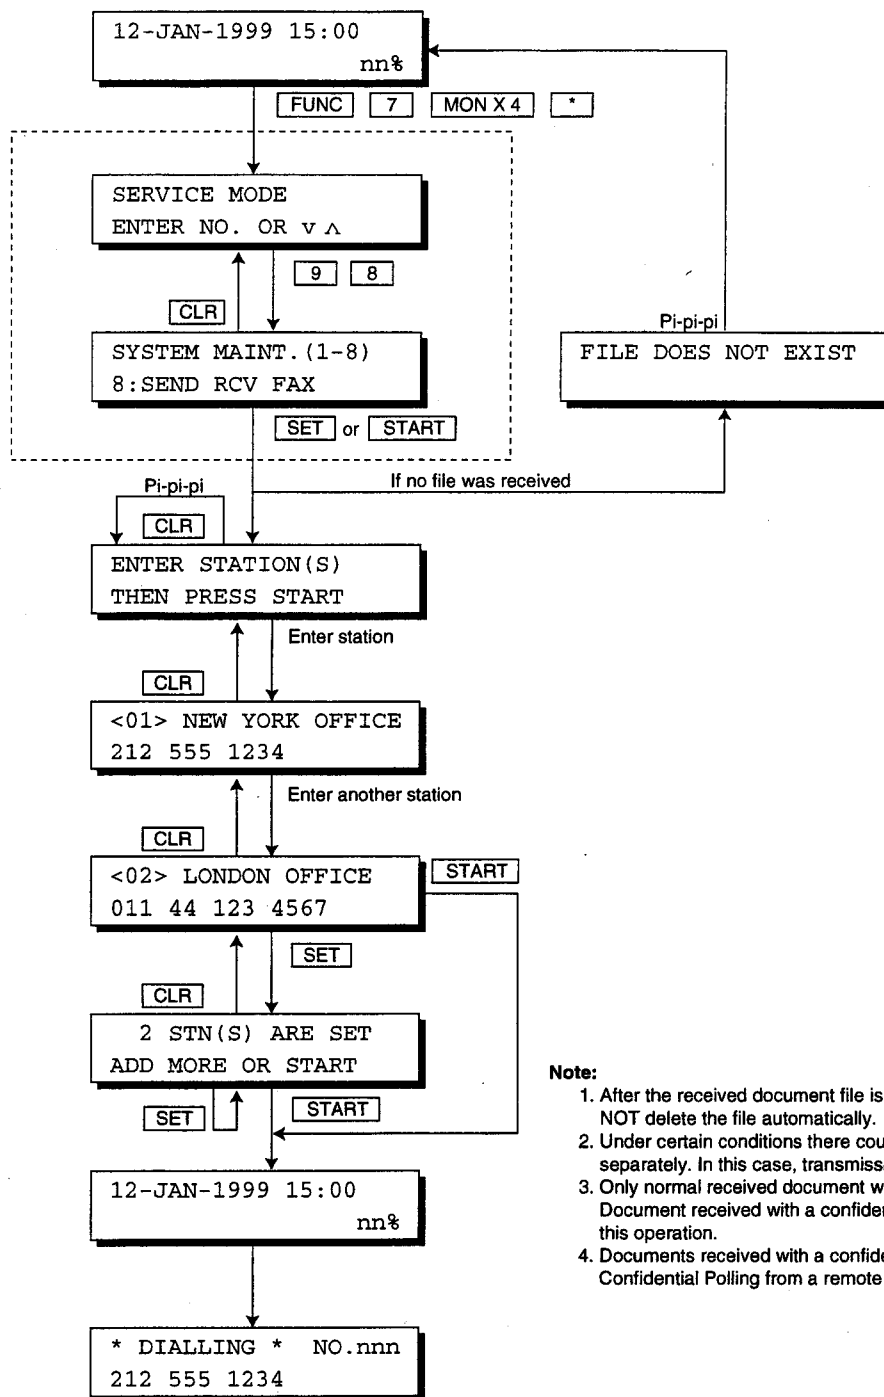 12-JAN-1999 15:00
nn%
FUNC 7 MON X 4 *
SERVICE MODE
ENTER NO. OR v ʌ
9 8
CLR
SYSTEM MAINT.(1-8)
8:SEND RCV FAX
SET or START
Pi-pi-pi
FILE DOES NOT EXIST
If no file was received
Pi-pi-pi
CLR
ENTER STATION(S)
THEN PRESS START
Enter station
CLR
<01> NEW YORK OFFICE
212 555 1234
Enter another station
CLR
<02> LONDON OFFICE
011 44 123 4567
START
SET
CLR
2 STN(S) ARE SET
ADD MORE OR START
SET
START
12-JAN-1999 15:00
nn%
* DIALLING * NO.nnn
212 555 1234
Note:
1. After the received document file is
NOT delete the file automatically.
2. Under certain conditions there cou
separately. In this case, transmiss
3. Only normal received document w
Document received with a confider
this operation.
4. Documents received with a confide
Confidential Polling from a remote